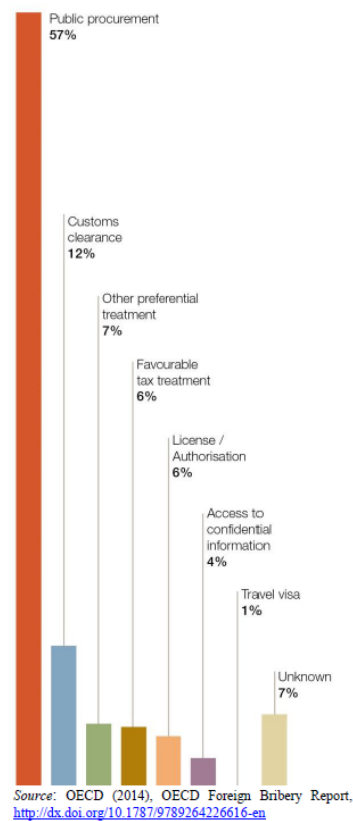 Public procurement
57%
Customs
clearance
12%
Other preferential
treatment
7%
Favourable
tax treatment
6%
License /
Authorisation
6%
Access to
confidential
information
4%
Travel visa
1%
Unknown
7%
Source: OECD (2014), OECD Foreign Bribery Report,
http://dx.doi.org/10.1787/9789264226616-en